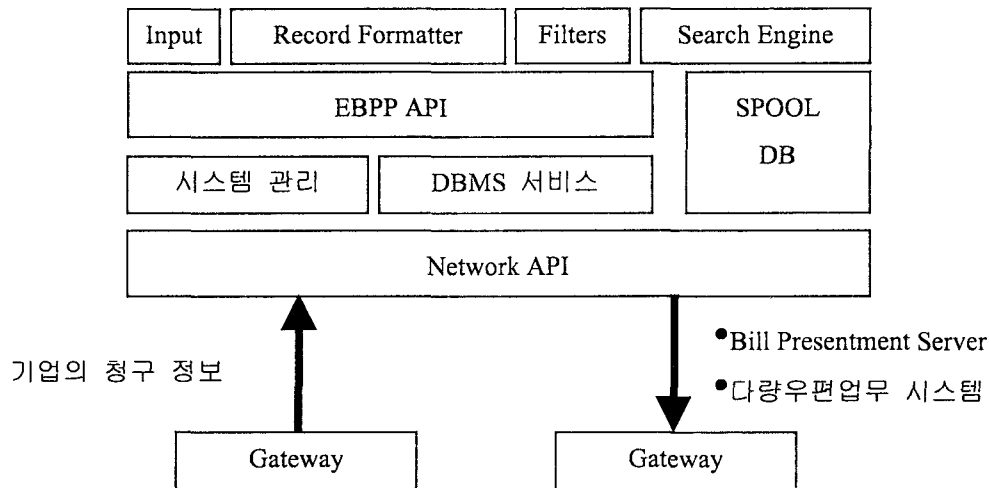 Input
Record Formatter
Filters
Search Engine
EBPP API
SPOOL
DB
시스템 관리
DBMS 서비스
Network API
기업의 청구 정보
•Bill Presentment Server
•다량우편업무 시스템
Gateway
Gateway